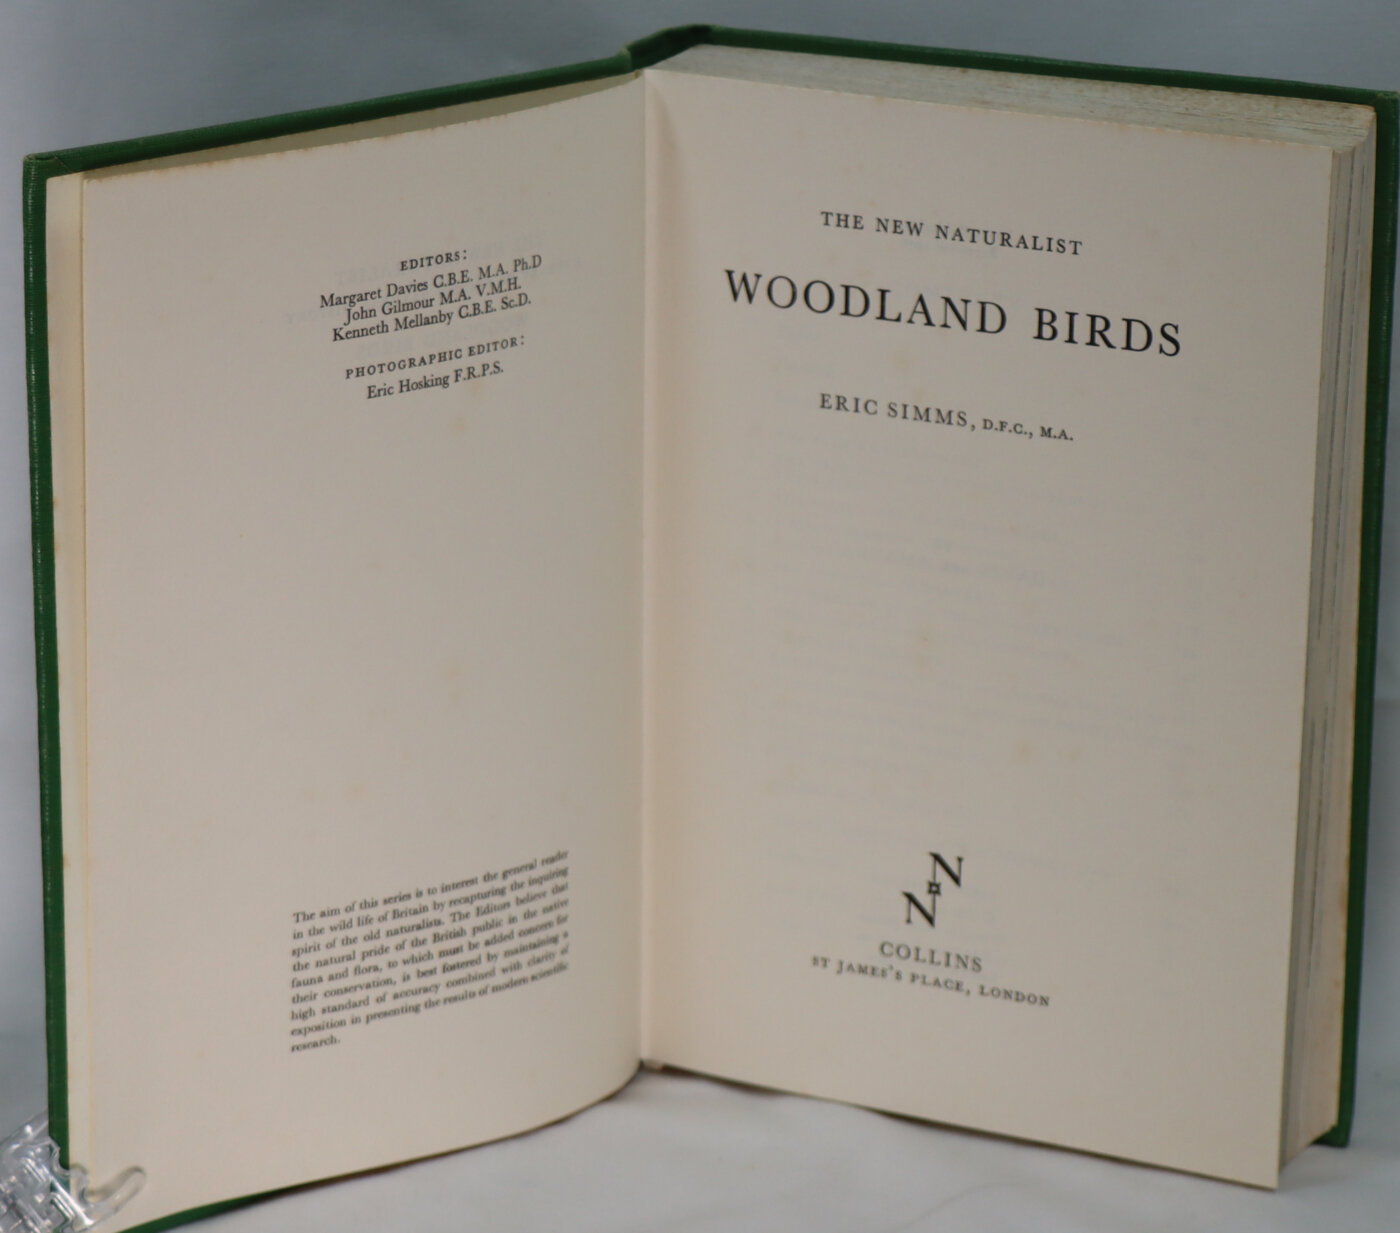 EDITORS:
Margaret Davies C.B.E. M.A. Ph.D
John Gilmour M.A. V.M.H.
Kenneth Mellanby C.B.E. Sc.D.
PHOTOGRAPHIC EDITOR:
Eric Hosking F.R.P.S.
The aim of this series is to interest the general reader
in the wild life of Britain by recapturing the inquiring
spirit of the old naturalists. The Editors believe that
the natural pride of the British public in the native
fauna and flora, to which must be added concern for
their conservation, is best fostered by maintaining a
high standard of accuracy combined with clarity of
exposition in presenting the results of modern scientific
research.
THE NEW NATURALIST
WOODLAND BIRDS
ERIC SIMMS, D.F.C., M.A.
N
N
COLLINS
ST JAMES'S PLACE, LONDON